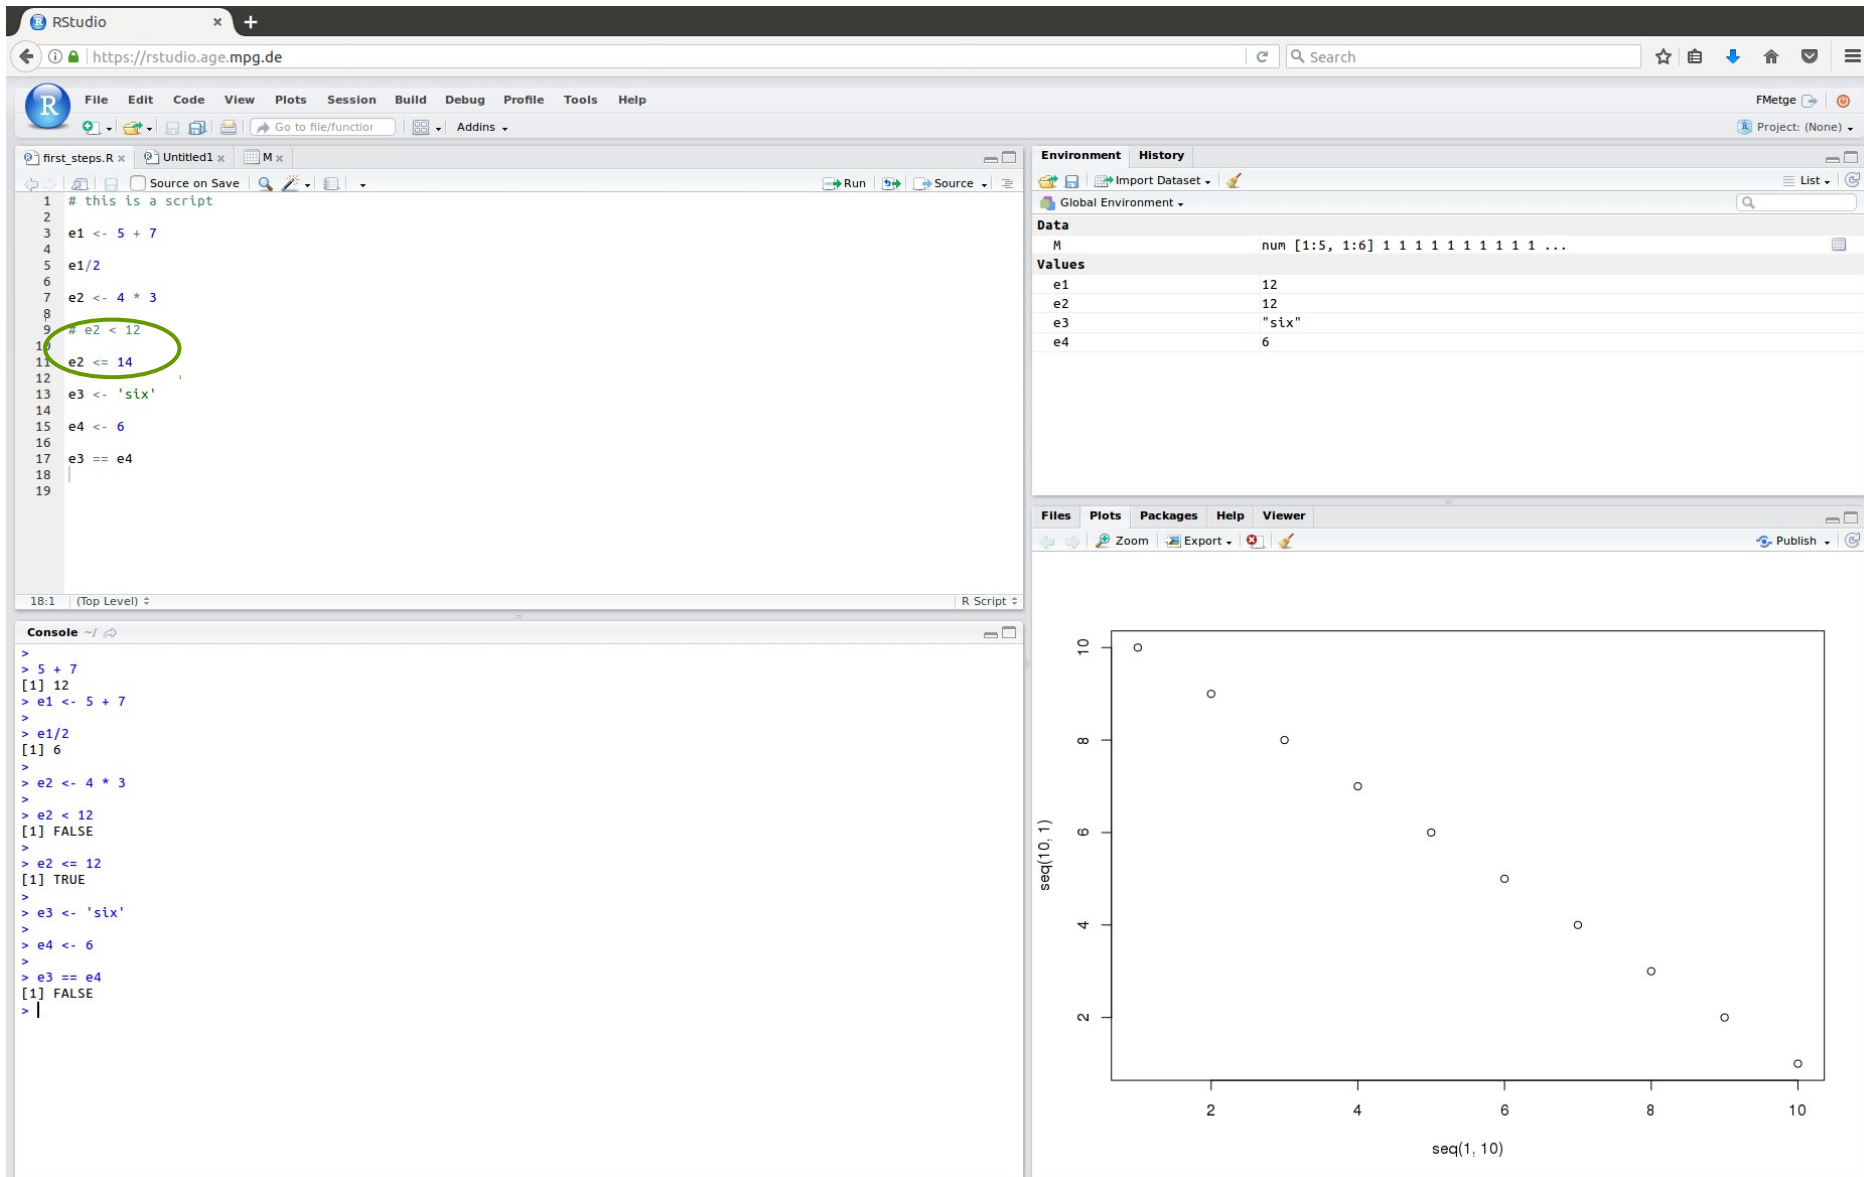 RStudio
https://rstudio.age.mpg.de
Search
File Edit Code View Plots Session Build Debug Profile Tools Help
FMetge
Go to file/function
Addins
Project: (None)
first_steps.R
Untitled1
M
Source on Save
Run
Source
1 # this is a script
2
3 e1 <- 5 + 7
4
5 e1/2
6
7 e2 <- 4 * 3
8
9 # e2 < 12
10
11 e2 <= 14
12
13 e3 <- 'six'
14
15 e4 <- 6
16
17 e3 == e4
18
19
18:1 (Top Level)
R Script
Console ~/
>
> 5 + 7
[1] 12
> e1 <- 5 + 7
>
> e1/2
[1] 6
>
> e2 <- 4 * 3
>
> e2 < 12
[1] FALSE
>
> e2 <= 12
[1] TRUE
>
> e3 <- 'six'
>
> e4 <- 6
>
> e3 == e4
[1] FALSE
>
Environment History
Import Dataset
List
Global Environment
Data
M num [1:5, 1:6] 1 1 1 1 1 1 1 1 1 1 ...
Values
e1 12
e2 12
e3 "six"
e4 6
Files Plots Packages Help Viewer
Zoom Export
Publish
10
8
6
4
2
seq(10, 1)
2 4 6 8 10
seq(1, 10)